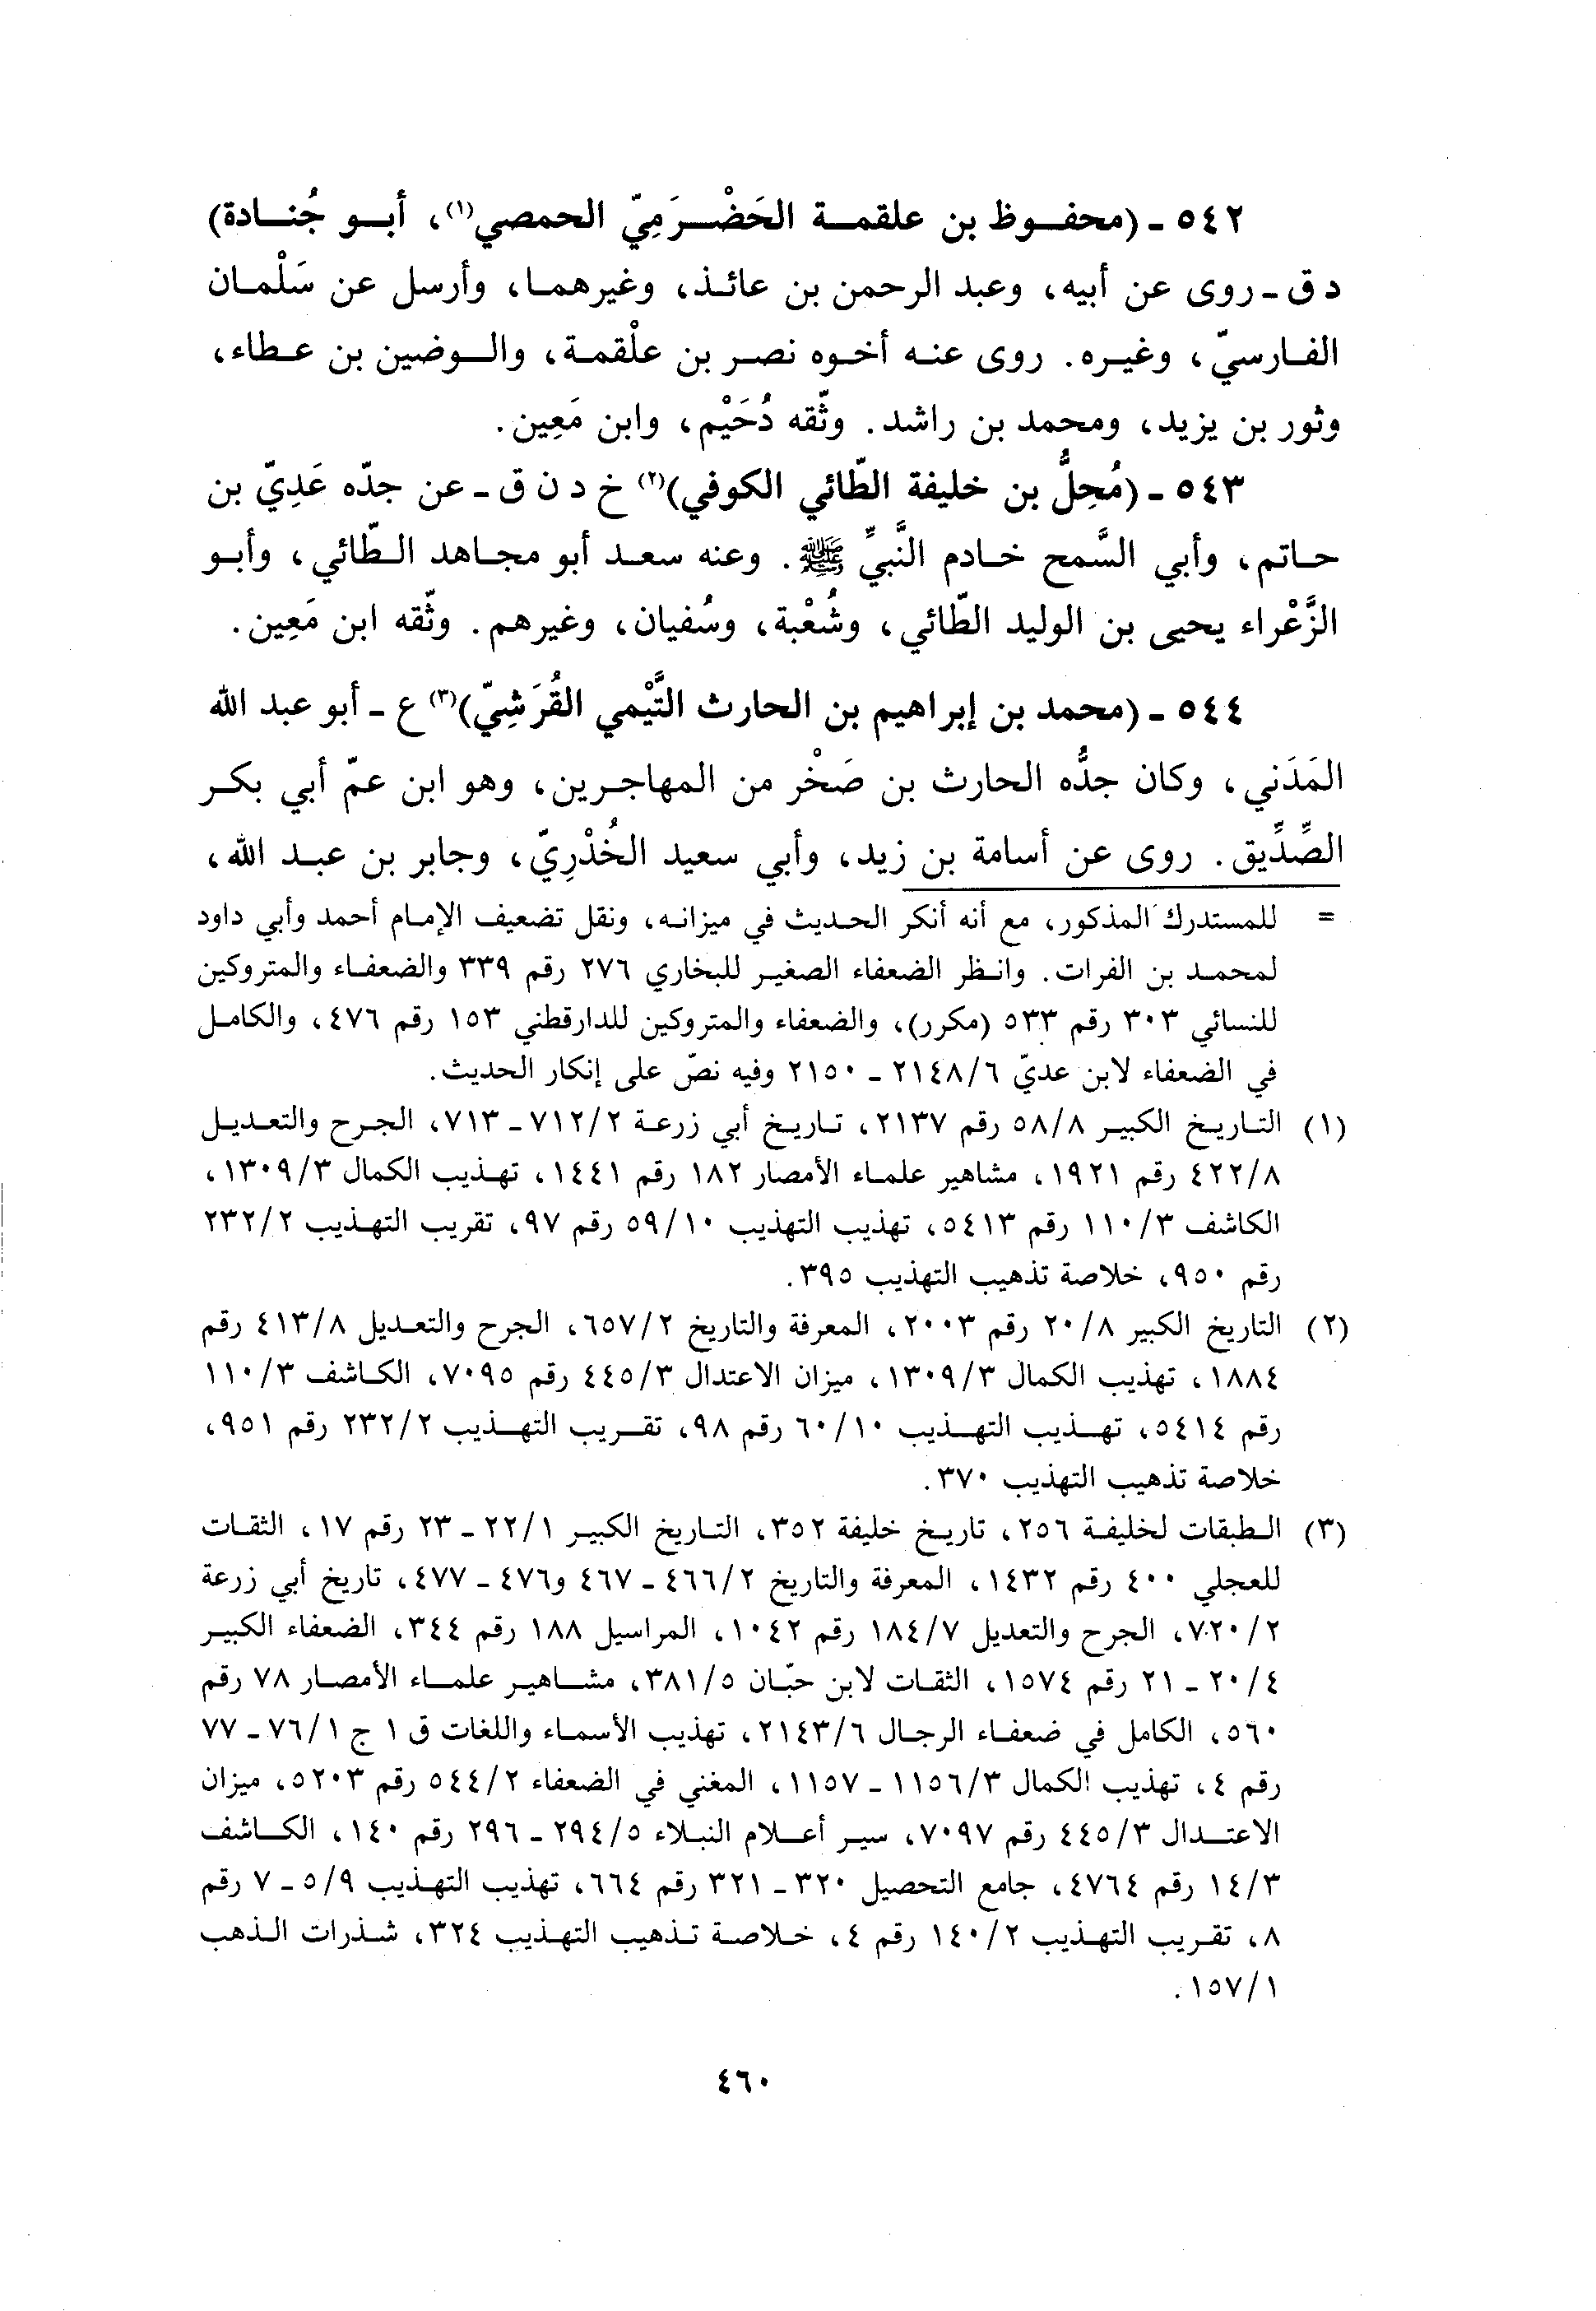 ٥٤٢ ـ (محفوظ بن علقمة الحَضْرَمِيّ الحمصي(١)، أبو جُنادة)
د ق ـ روى عن أبيه، وعبد الرحمن بن عائذ، وغيرهما، وأرسل عن سَلْمان
الفارسيّ، وغيره. روى عنه أخوه نصر بن علْقمة، والوضين بن عطاء،
وثور بن يزيد، ومحمد بن راشد. وثّقه دُحَيْم، وابن مَعِين.
٥٤٣ ـ (مُحِلُّ بن خليفة الطّائي الكوفي)(٢) خ د ن ق ـ عن جدّه عَدِيّ بن
حاتم، وأبي السَّمح خادم النَّبيِّ ﷺ. وعنه سعد أبو مجاهد الطّائي، وأبو
الزَّعْراء يحيى بن الوليد الطّائي، وشُعْبة، وسُفيان، وغيرهم. وثّقه ابن مَعِين.
٥٤٤ ـ (محمد بن إبراهيم بن الحارث التَّيْمي القُرَشِيّ)(٣) ع ـ أبو عبد الله
المَدَني، وكان جدُّه الحارث بن صَخْر من المهاجرين، وهو ابن عمّ أبي بكر
الصِّدِّيق. روى عن أسامة بن زيد، وأبي سعيد الخُدْرِيّ، وجابر بن عبد الله،
= للمستدرك المذكور، مع أنه أنكر الحديث في ميزانه، ونقل تضعيف الإمام أحمد وأبي داود
لمحمد بن الفرات. وانظر الضعفاء الصغير للبخاري ٢٧٦ رقم ٣٣٩ والضعفاء والمتروكين
للنسائي ٣٠٣ رقم ٥٣٣ (مكرر)، والضعفاء والمتروكين للدارقطني ١٥٣ رقم ٤٧٦، والكامل
في الضعفاء لابن عديّ ٦/٢١٤٨ ـ ٢١٥٠ وفيه نصّ على إنكار الحديث.
(١) التاريخ الكبير ٨/٥٨ رقم ٢١٣٧، تاريخ أبي زرعة ٢/٧١٢ ـ ٧١٣، الجرح والتعديل
٨/٤٢٢ رقم ١٩٢١، مشاهير علماء الأمصار ١٨٢ رقم ١٤٤١، تهذيب الكمال ٣/١٣٠٩،
الكاشف ٣/١١٠ رقم ٥٤١٣، تهذيب التهذيب ١٠/٥٩ رقم ٩٧، تقريب التهذيب ٢/٢٣٢
رقم ٩٥٠، خلاصة تذهيب التهذيب ٣٩٥.
(٢) التاريخ الكبير ٨/٢٠ رقم ٢٠٠٣، المعرفة والتاريخ ٢/٦٥٧، الجرح والتعديل ٨/٤١٣ رقم
١٨٨٤، تهذيب الكمال ٣/١٣٠٩، ميزان الاعتدال ٣/٤٤٥ رقم ٧٠٩٥، الكاشف ٣/١١٠
رقم ٥٤١٤، تهذيب التهذيب ١٠/٦٠ رقم ٩٨، تقريب التهذيب ٢/٢٣٢ رقم ٩٥١،
خلاصة تذهيب التهذيب ٣٧٠.
(٣) الطبقات لخليفة ٢٥٦، تاريخ خليفة ٣٥٢، التاريخ الكبير ١/٢٢ ـ ٢٣ رقم ١٧، الثقات
للعجلي ٤٠٠ رقم ١٤٣٢، المعرفة والتاريخ ٢/٤٦٦ ـ ٤٦٧ و٤٧٦ ـ ٤٧٧، تاريخ أبي زرعة
٢/٧٢٠، الجرح والتعديل ٧/١٨٤ رقم ١٠٤٢، المراسيل ١٨٨ رقم ٣٤٤، الضعفاء الكبير
٤/٢٠ ـ ٢١ رقم ١٥٧٤، الثقات لابن حبّان ٥/٣٨١، مشاهير علماء الأمصار ٧٨ رقم
٥٦٠، الكامل في ضعفاء الرجال ٦/٢١٤٣، تهذيب الأسماء واللغات ق ١ ج ١/٧٦ ـ ٧٧
رقم ٤، تهذيب الكمال ٣/١١٥٦ ـ ١١٥٧، المغني في الضعفاء ٢/٥٤٤ رقم ٥٢٠٣، ميزان
الاعتدال ٣/٤٤٥ رقم ٧٠٩٧، سير أعلام النبلاء ٥/٢٩٤ ـ ٢٩٦ رقم ١٤٠، الكاشف
٣/١٤ رقم ٤٧٦٤، جامع التحصيل ٣٢٠ ـ ٣٢١ رقم ٦٦٤، تهذيب التهذيب ٩/٥ ـ ٧ رقم
٨، تقريب التهذيب ٢/١٤٠ رقم ٤، خلاصة تذهيب التهذيب ٣٢٤، شذرات الذهب
١/١٥٧.
٤٦٠